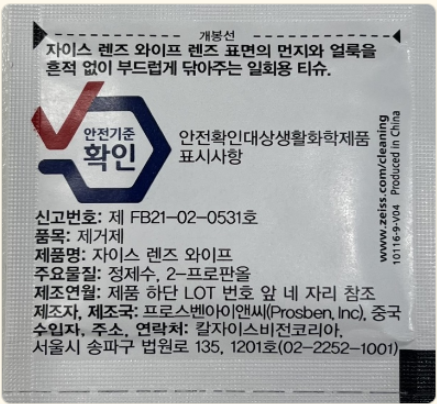 개봉선
자이스 렌즈 와이프 렌즈 표면의 먼지와 얼룩을
흔적 없이 부드럽게 닦아주는 일회용 티슈.
안전기준
확인
안전확인대상생활화학제품
표시사항
신고번호: 제 FB21-02-0531호
품목: 제거제
제품명: 자이스 렌즈 와이프
주요물질: 정제수, 2-프로판올
제조연월: 제품 하단 LOT 번호 앞 네 자리 참조
제조자, 제조국: 프로스벤아이앤씨(Prosben, Inc), 중국
수입자, 주소, 연락처: 칼자이스비전코리아,
서울시 송파구 법원로 135, 1201호(02-2252-1001)
www.zeiss.com/cleaning
10116-9-V04 Produced in China